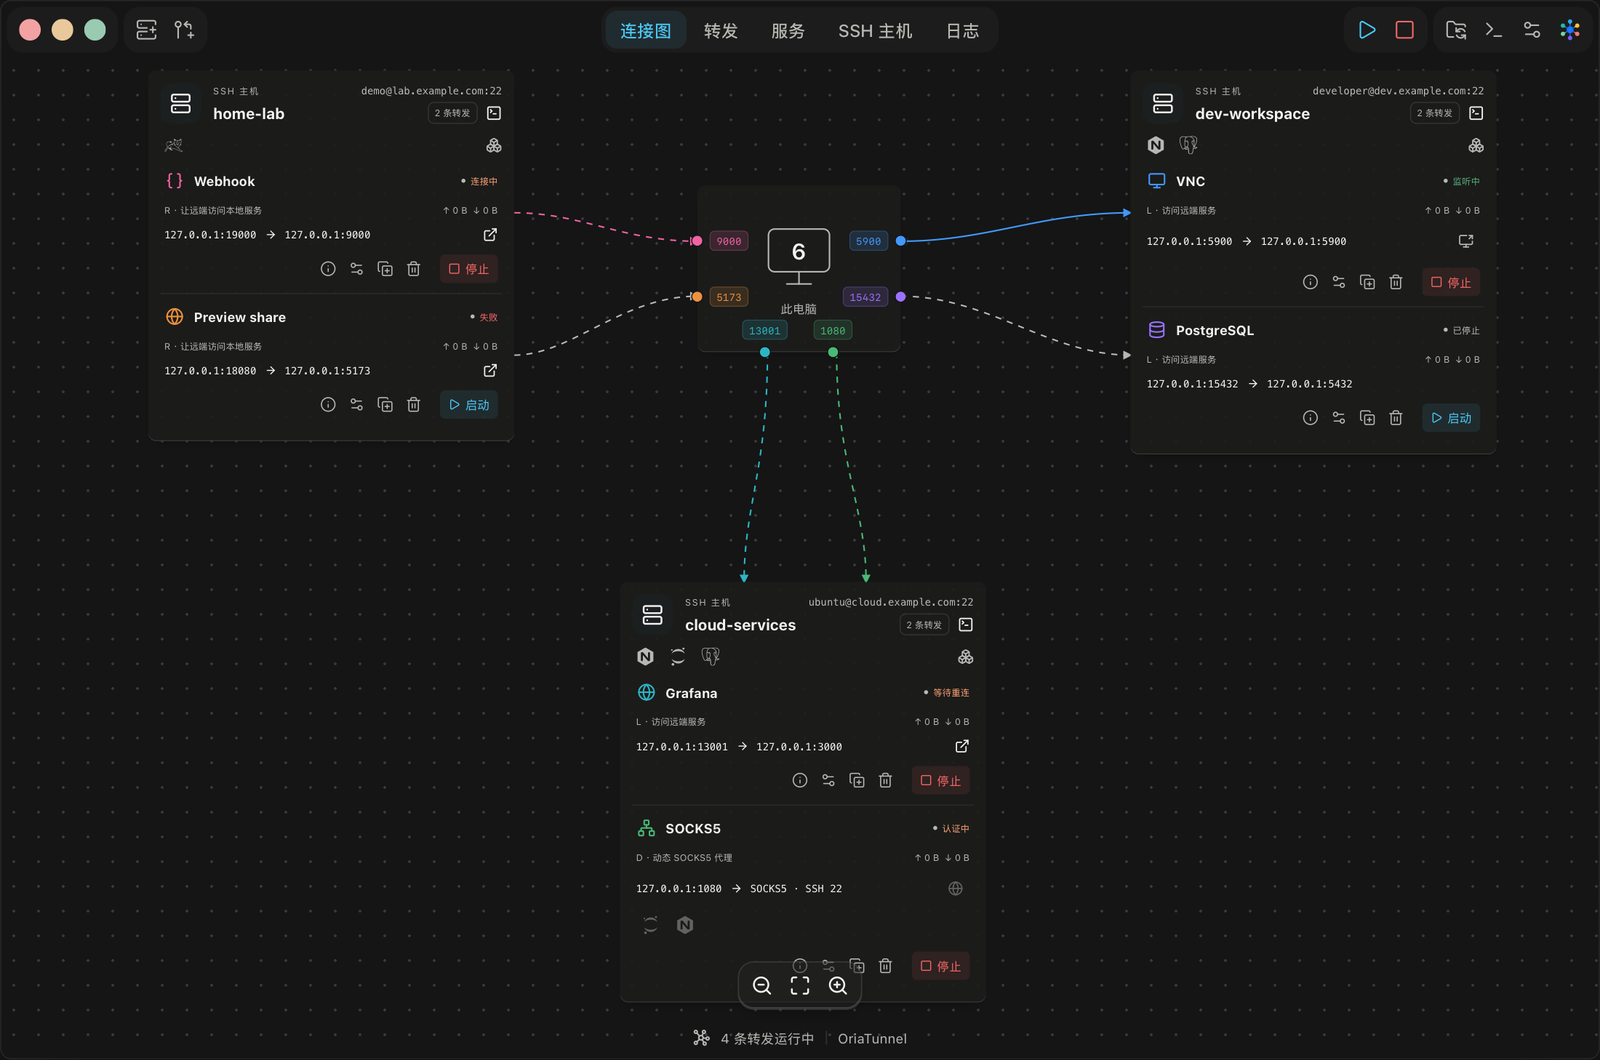 连接图 转发 服务 SSH 主机 日志
SSH 主机 demo@lab.example.com:22
home-lab 2 条转发
Webhook 连接中
R · 让远端访问本地服务 ↑ 0 B ↓ 0 B
127.0.0.1:19000 → 127.0.0.1:9000
停止
Preview share 失败
R · 让远端访问本地服务 ↑ 0 B ↓ 0 B
127.0.0.1:18080 → 127.0.0.1:5173
启动
9000 6 5900
5173 15432
此电脑
13001 1080
SSH 主机 developer@dev.example.com:22
dev-workspace 2 条转发
VNC 监听中
L · 访问远端服务 ↑ 0 B ↓ 0 B
127.0.0.1:5900 → 127.0.0.1:5900
停止
PostgreSQL 已停止
L · 访问远端服务 ↑ 0 B ↓ 0 B
127.0.0.1:15432 → 127.0.0.1:5432
启动
SSH 主机 ubuntu@cloud.example.com:22
cloud-services 2 条转发
Grafana 等待重连
L · 访问远端服务 ↑ 0 B ↓ 0 B
127.0.0.1:13001 → 127.0.0.1:3000
停止
SOCKS5 认证中
D · 动态 SOCKS5 代理 ↑ 0 B ↓ 0 B
127.0.0.1:1080 → SOCKS5 · SSH 22
停止
4 条转发运行中 OriaTunnel